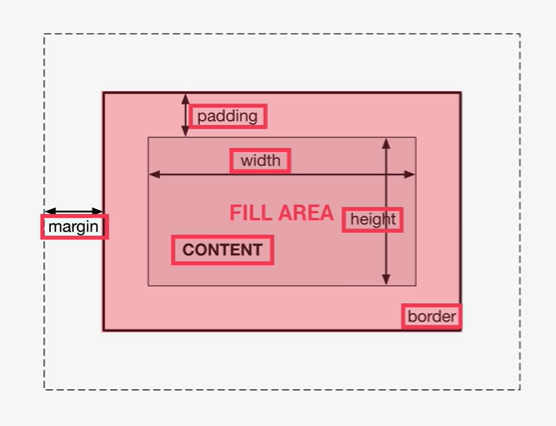 padding
width
FILL AREA
height
margin
CONTENT
border